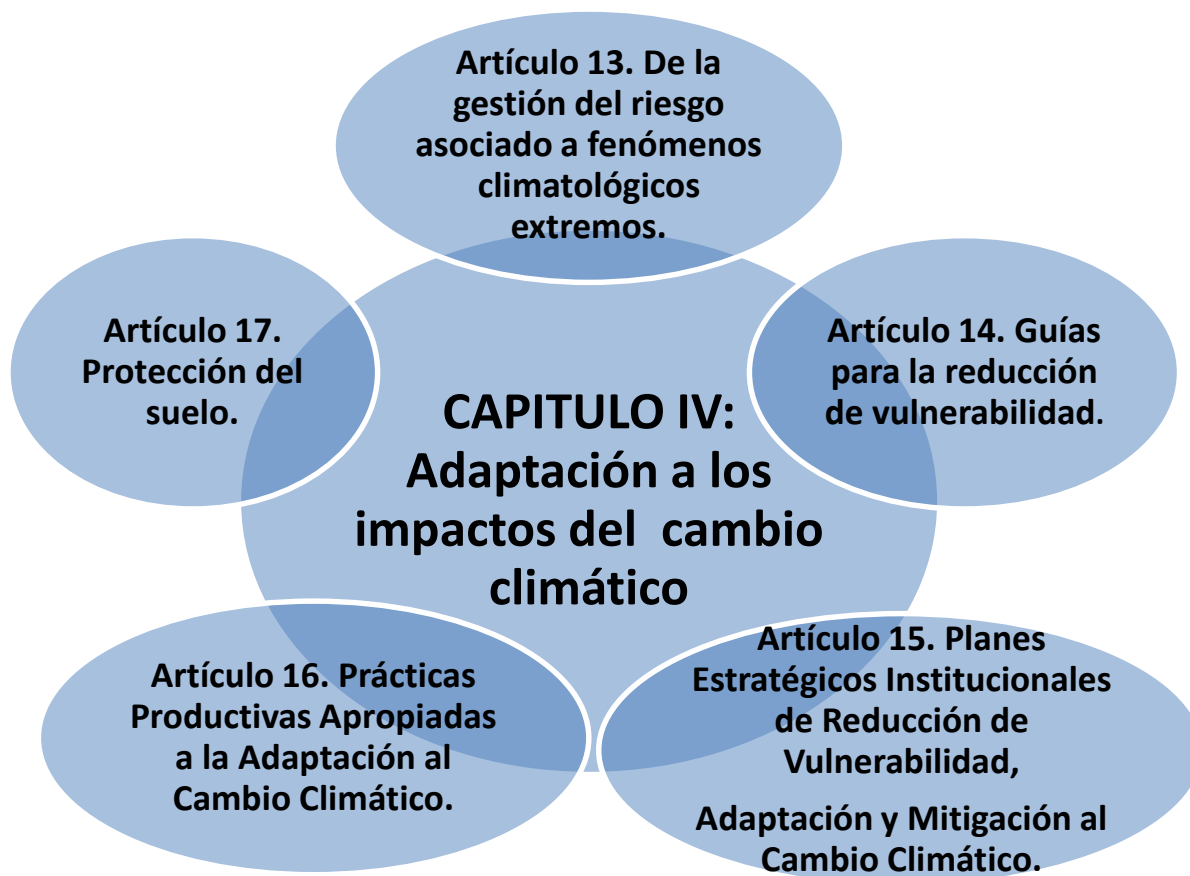 Artículo 13. De la
gestión del riesgo
asociado a fenómenos
climatológicos
extremos.
Artículo 17.
Protección del
suelo.
Artículo 14. Guías
para la reducción
de vulnerabilidad.
CAPITULO IV:
Adaptación a los
impactos del cambio
climático
Artículo 16. Prácticas
Productivas Apropiadas
a la Adaptación al
Cambio Climático.
Artículo 15. Planes
Estratégicos Institucionales
de Reducción de
Vulnerabilidad,
Adaptación y Mitigación al
Cambio Climático.